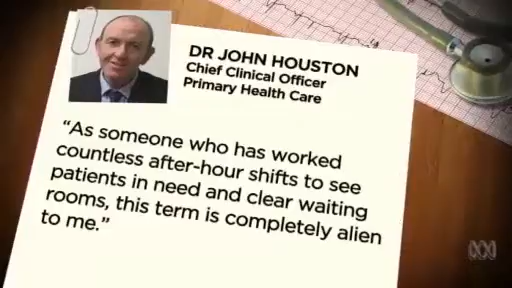 DR JOHN HOUSTON
Chief Clinical Officer
Primary Health Care
“As someone who has worked
countless after-hour shifts to see
patients in need and clear waiting
rooms, this term is completely alien
to me.”